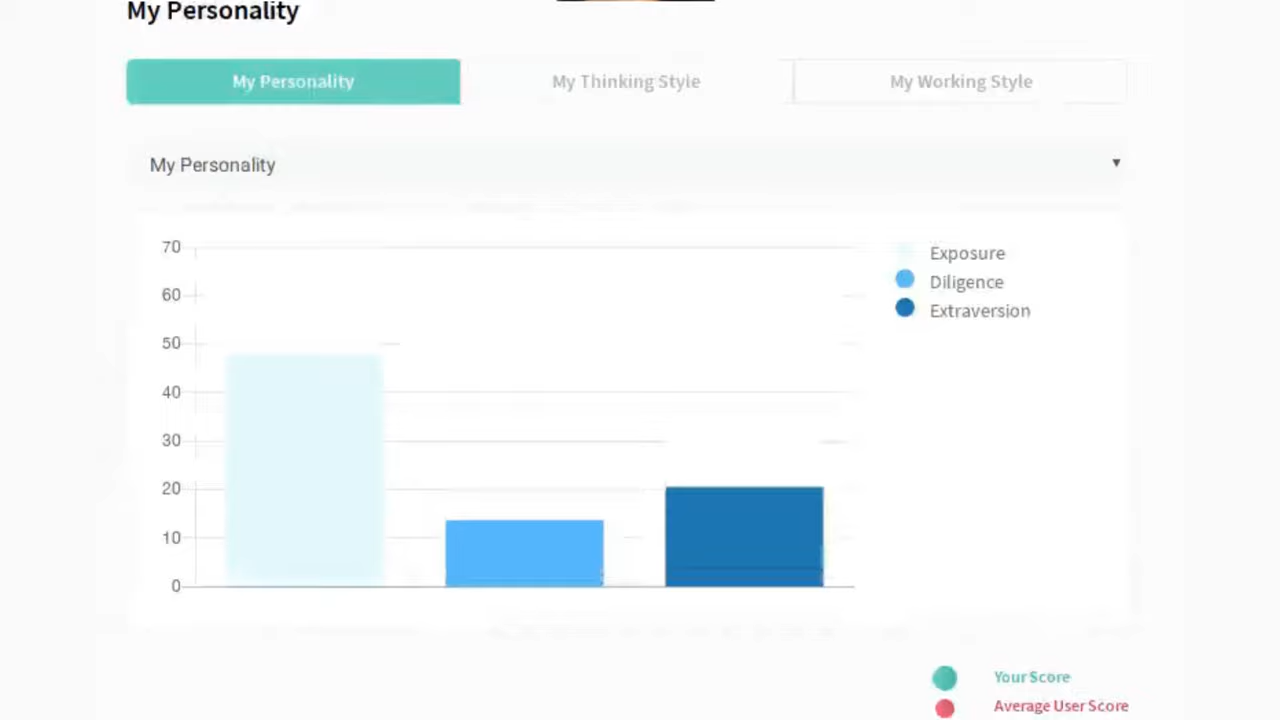 My Personality
My Personality
My Thinking Style
My Working Style
My Personality
70
60
50
40
30
20
10
0
Exposure
Diligence
Extraversion
Your Score
Average User Score